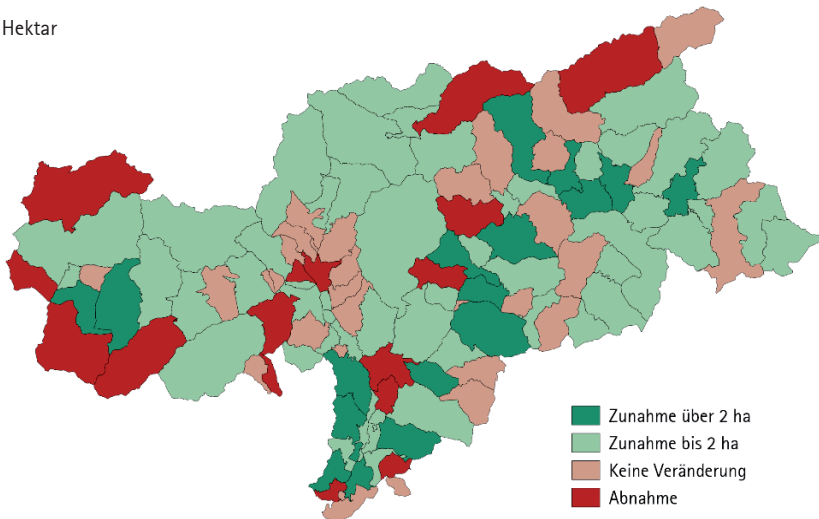 Hektar
Zunahme über 2 ha
Zunahme bis 2 ha
Keine Veränderung
Abnahme